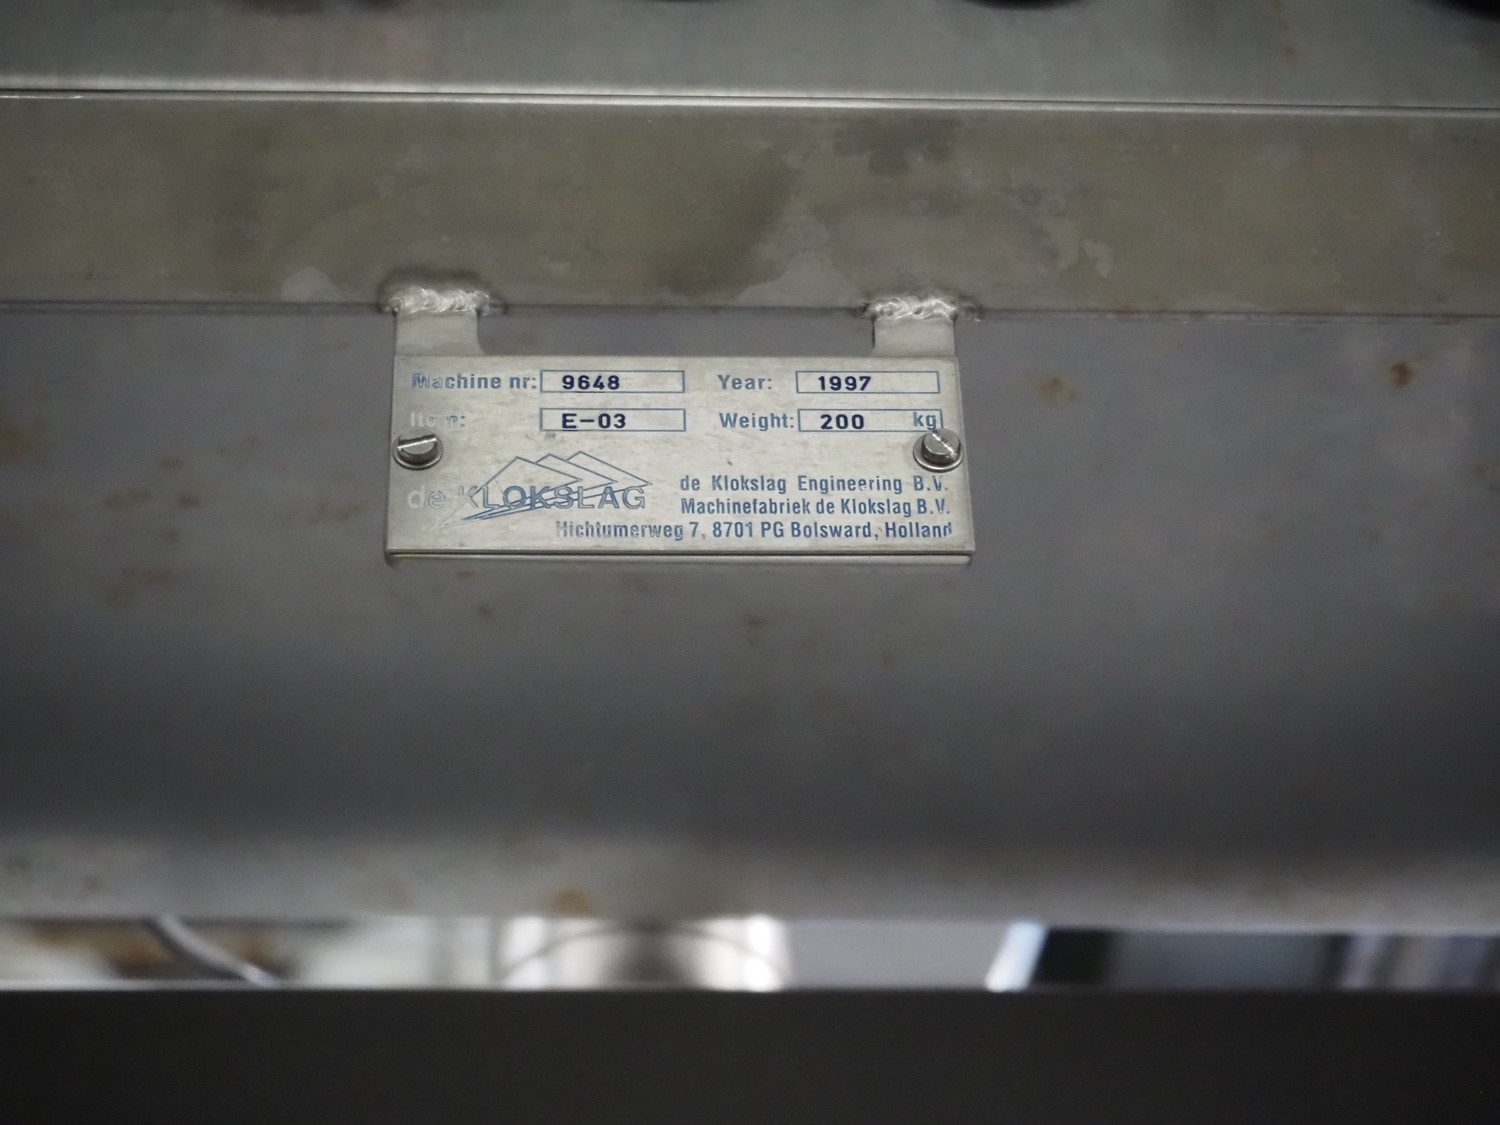 Machine nr: 9648 Year: 1997
Item: E-03 Weight: 200 kg
de KLOKSLAG
de Klokslag Engineering B.V.
Machinefabriek de Klokslag B.V.
Hichtumerweg 7, 8701 PG Bolsward, Holland